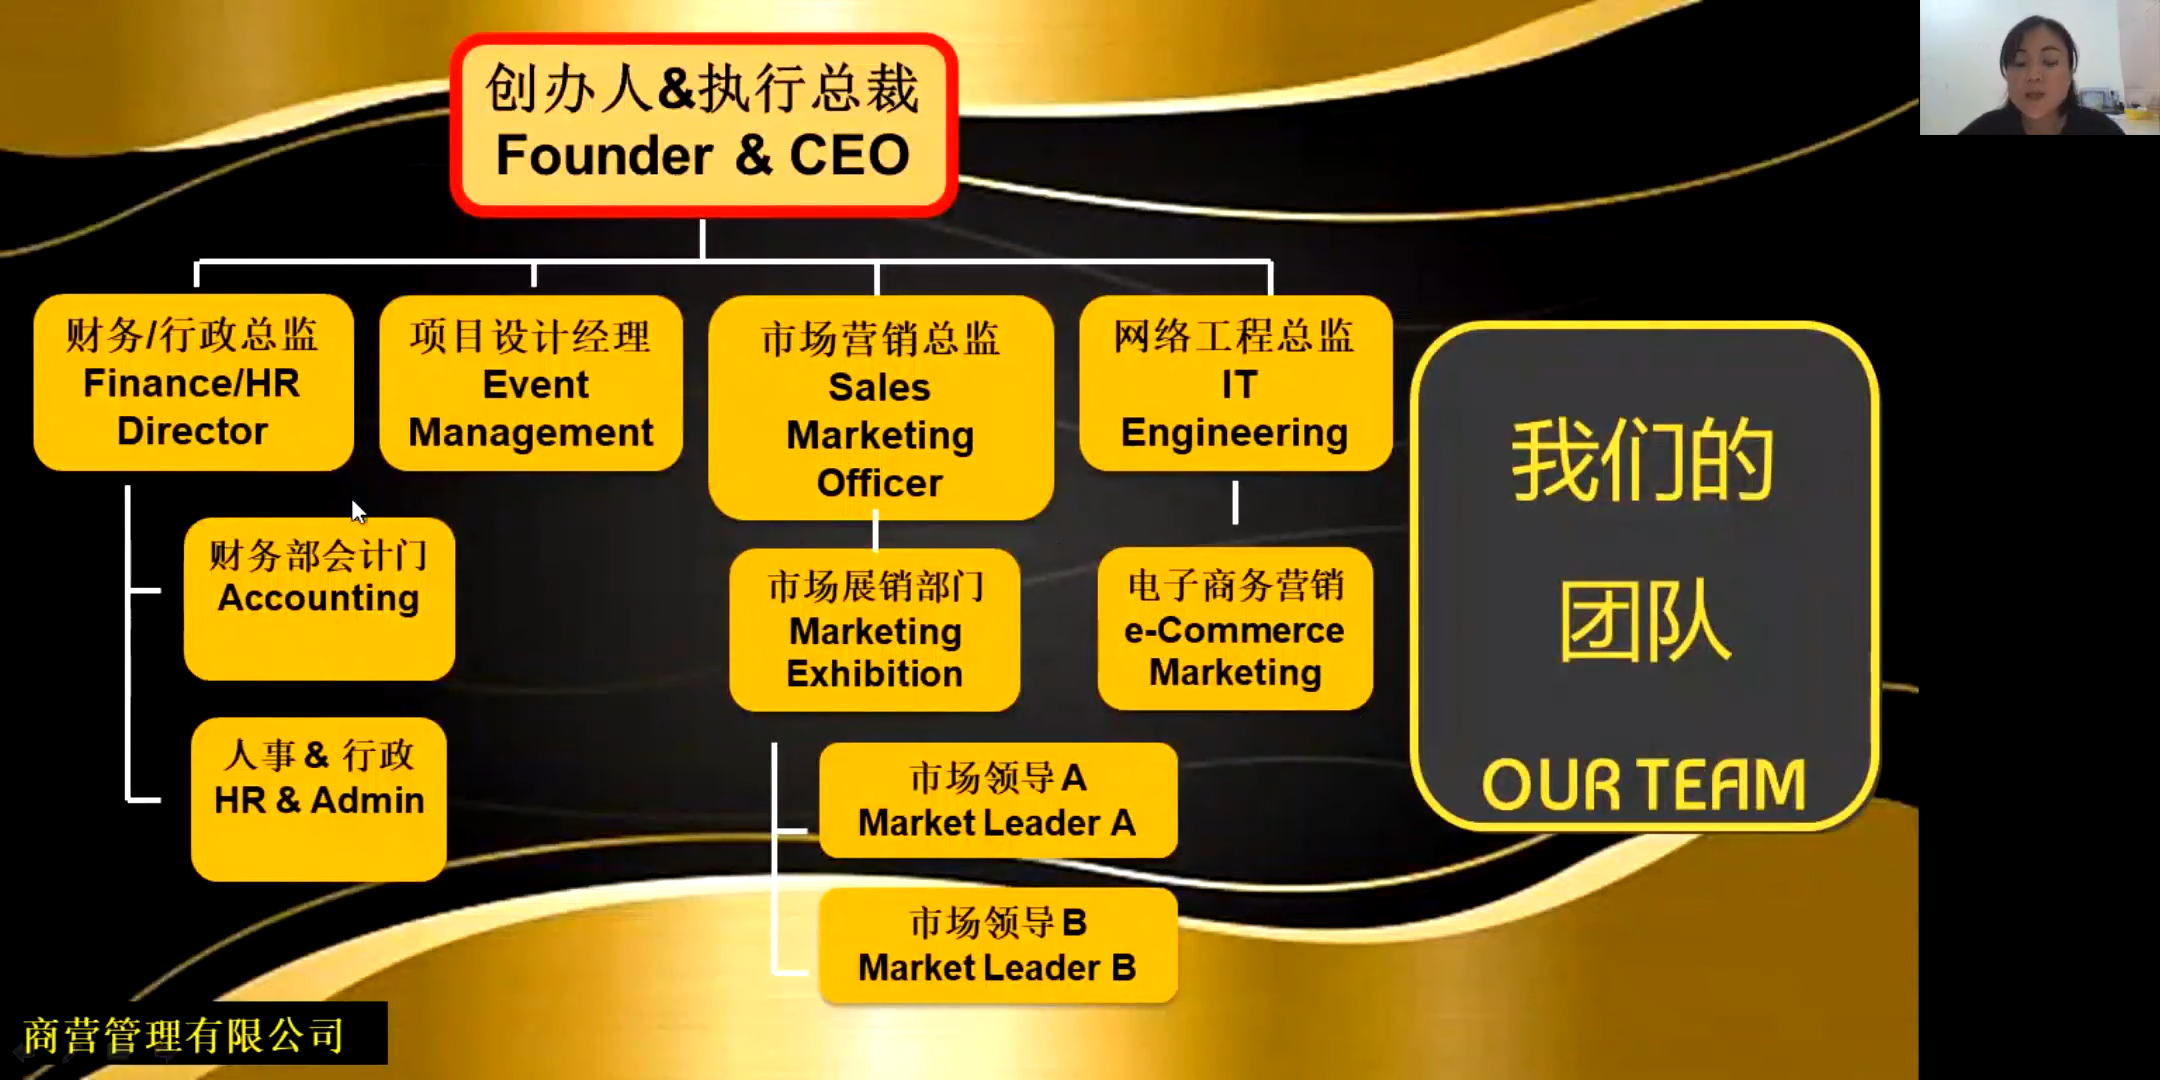 创办人&执行总裁
Founder & CEO
财务/行政总监
Finance/HR
Director
项目设计经理
Event
Management
市场营销总监
Sales
Marketing
Officer
网络工程总监
IT
Engineering
财务部会计门
Accounting
人事& 行政
HR & Admin
市场展销部门
Marketing
Exhibition
电子商务营销
e-Commerce
Marketing
市场领导A
Market Leader A
市场领导B
Market Leader B
我们的
团队
OUR TEAM
商营管理有限公司